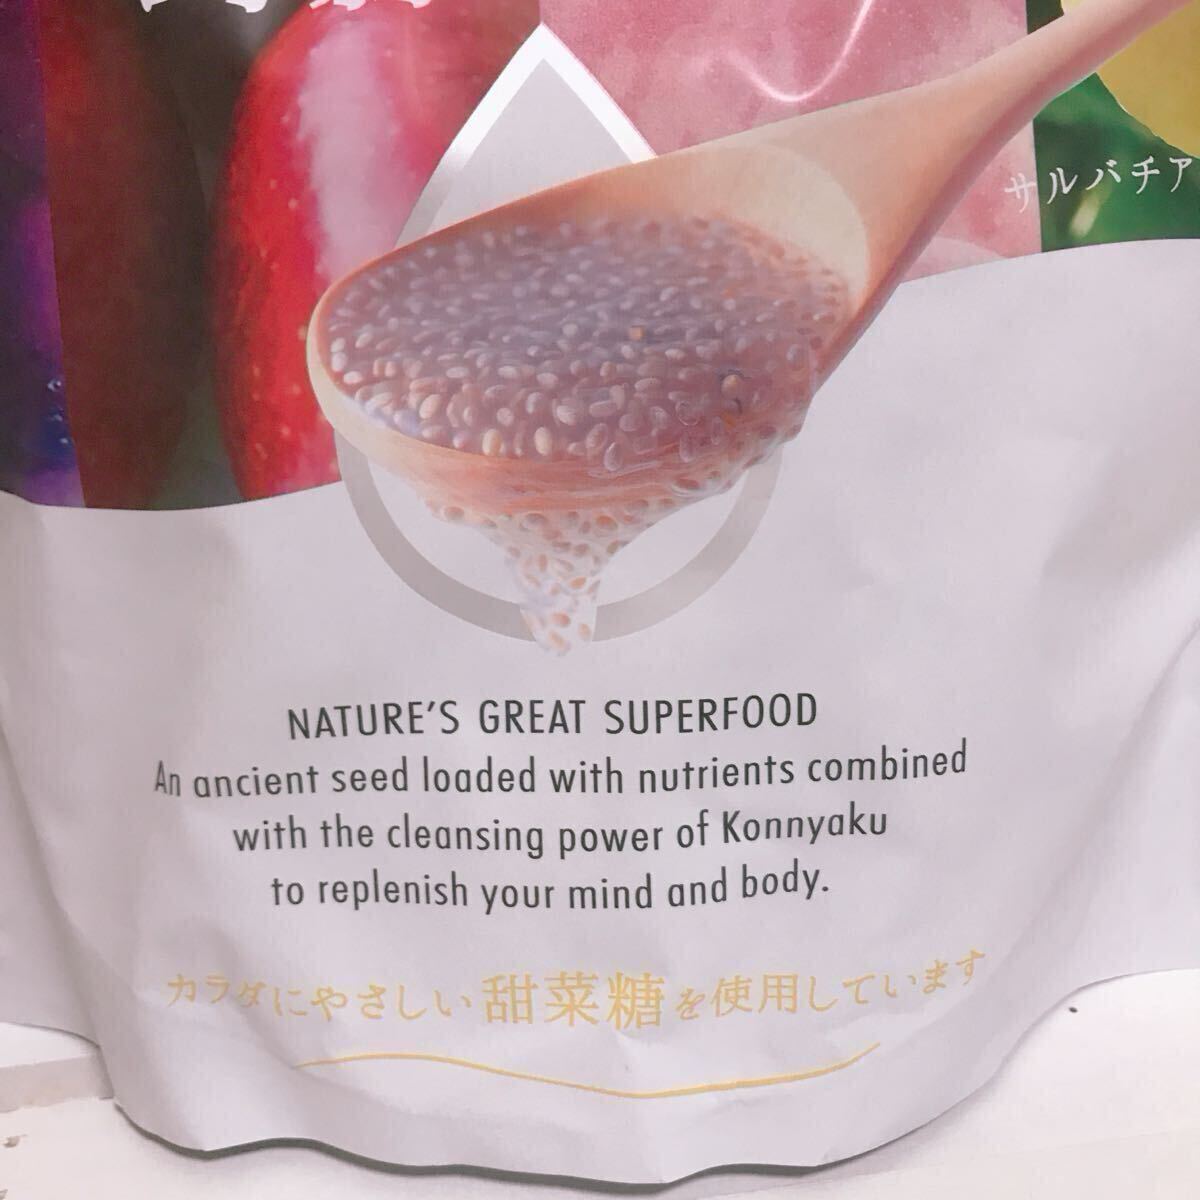 サルバチア
NATURE'S GREAT SUPERFOOD
An ancient seed loaded with nutrients combined
with the cleansing power of Konnyaku
to replenish your mind and body.
カラダにやさしい甜菜糖を使用しています